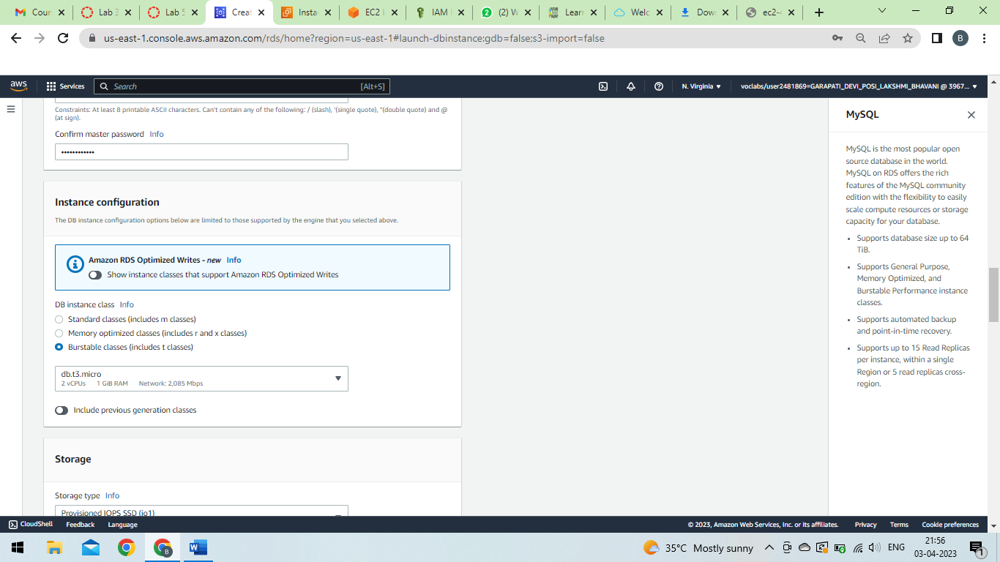 Cour
Lab 3
Lab 5
Creat
Insta
EC2 I
IAM
(2) W
Learn
Welc
Dow
ec2-4
us-east-1.console.aws.amazon.com/rds/home?region=us-east-1#launch-dbinstance:gdb=false;s3-import=false
B
aws
Services
Search
[Alt+S]
N. Virginia
voclabs/user2481869=GARAPATI_DEVI_POSI_LAKSHMI_BHAVANI @ 3967...
Constraints: At least 8 printable ASCII characters. Can't contain any of the following: / (slash), '(single quote), "(double quote) and @
(at sign).
Confirm master password Info
••••••••••••
Instance configuration
The DB instance configuration options below are limited to those supported by the engine that you selected above.
Amazon RDS Optimized Writes - new Info
Show instance classes that support Amazon RDS Optimized Writes
DB instance class Info
Standard classes (includes m classes)
Memory optimized classes (includes r and x classes)
Burstable classes (includes t classes)
db.t3.micro
2 vCPUs 1 GiB RAM Network: 2,085 Mbps
Include previous generation classes
Storage
Storage type Info
Provisioned IOPS SSD (io1)
MySQL
MySQL is the most popular open
source database in the world.
MySQL on RDS offers the rich
features of the MySQL community
edition with the flexibility to easily
scale compute resources or storage
capacity for your database.
• Supports database size up to 64
TiB.
• Supports General Purpose,
Memory Optimized, and
Burstable Performance instance
classes.
• Supports automated backup
and point-in-time recovery.
• Supports up to 15 Read Replicas
per instance, within a single
Region or 5 read replicas cross-
region.
CloudShell
Feedback
Language
© 2023, Amazon Web Services, Inc. or its affiliates.
Privacy
Terms
Cookie preferences
35°C Mostly sunny
ENG
21:56
03-04-2023
1